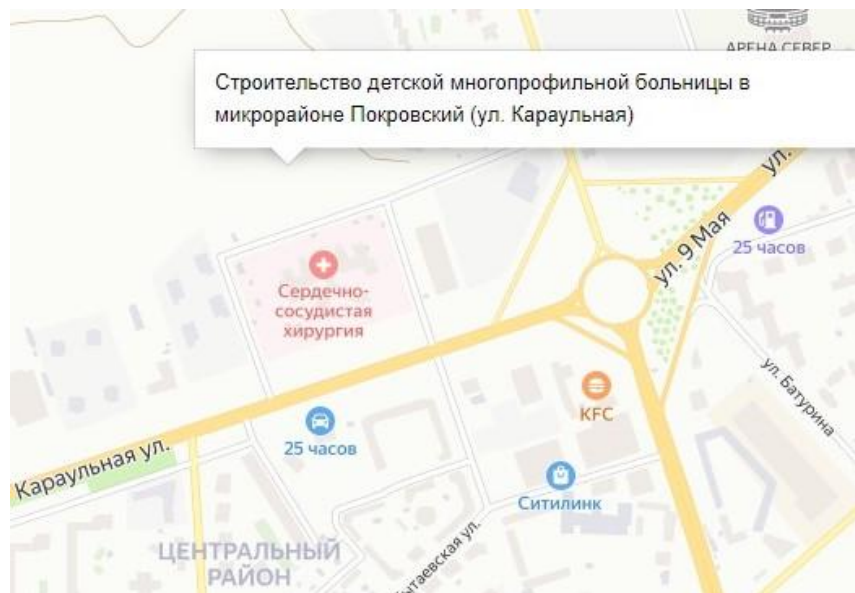 АРЕНА СЕВЕР
Строительство детской многопрофильной больницы в
микрорайоне Покровский (ул. Караульная)
ул.
ул. 9 Мая
25 часов
Сердечно-
сосудистая
хирургия
ул. Батурина
KFC
25 часов
Караульная ул.
Ситилинк
ЦЕНТРАЛЬНЫЙ
РАЙОН
ул.